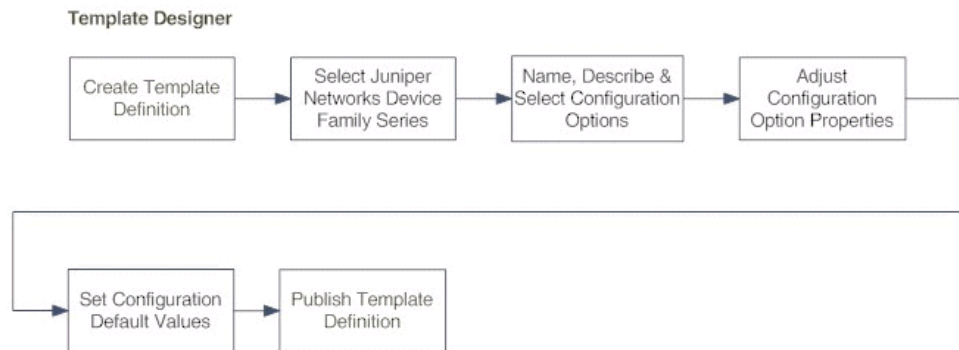 Template Designer
Create Template
Definition
Select Juniper
Networks Device
Family Series
Name, Describe &
Select Configuration
Options
Adjust
Configuration
Option Properties
Set Configuration
Default Values
Publish Template
Definition